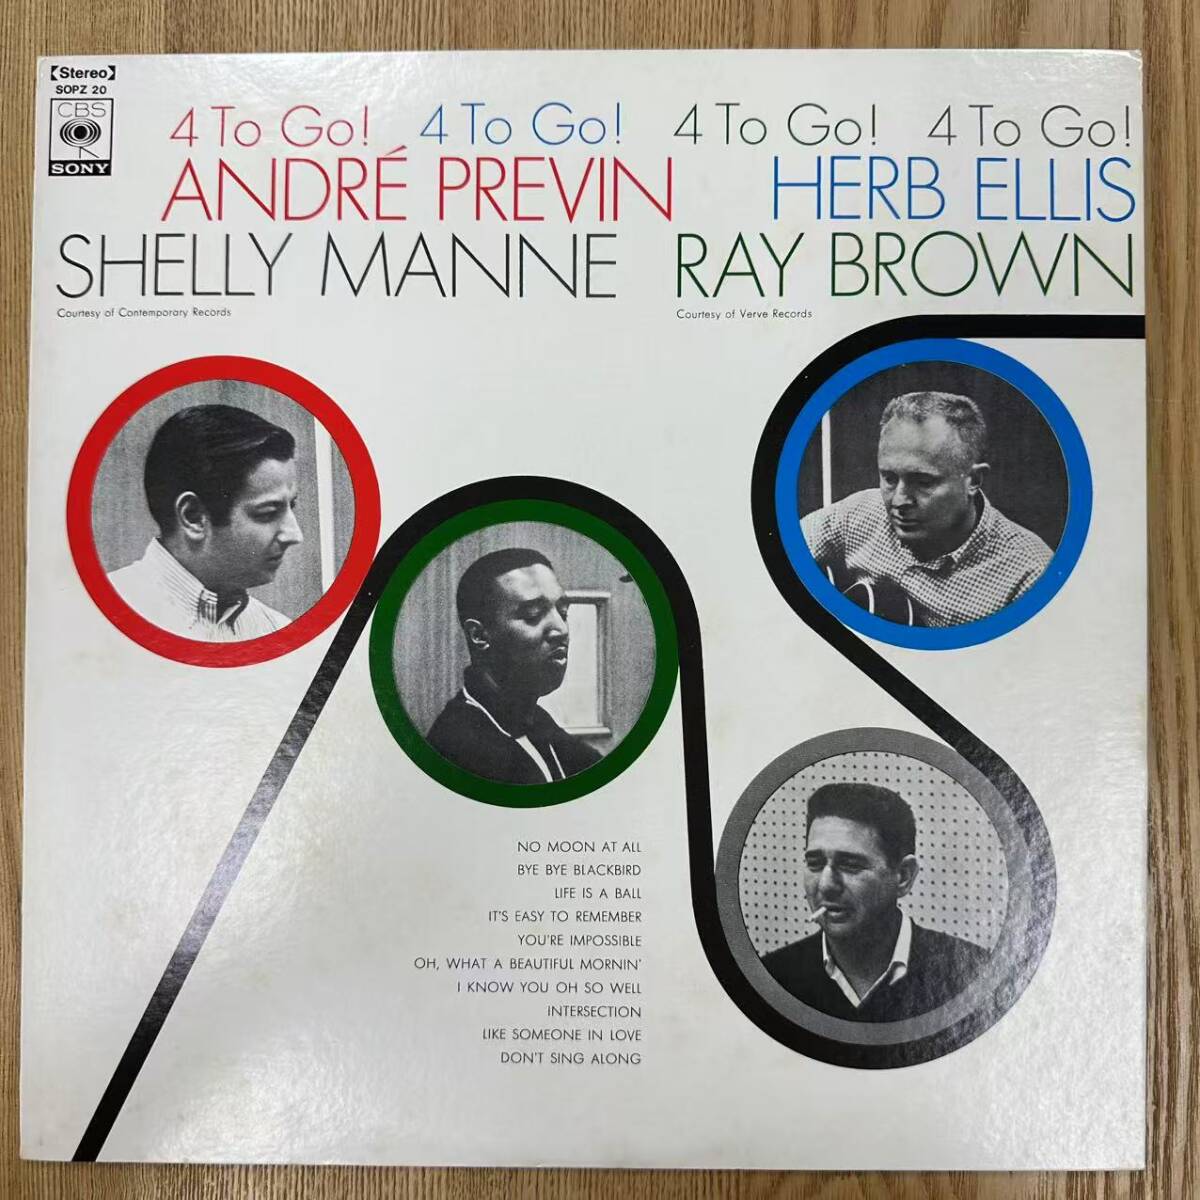 【Stereo】
SOPZ 20
CBS
SONY
4 To Go! 4 To Go! 4 To Go! 4 To Go!
ANDRÉ PREVIN HERB ELLIS
SHELLY MANNE RAY BROWN
Courtesy of Contemporary Records Courtesy of Verve Records
NO MOON AT ALL
BYE BYE BLACKBIRD
LIFE IS A BALL
IT'S EASY TO REMEMBER
YOU'RE IMPOSSIBLE
OH, WHAT A BEAUTIFUL MORNIN'
I KNOW YOU OH SO WELL
INTERSECTION
LIKE SOMEONE IN LOVE
DON'T SING ALONG